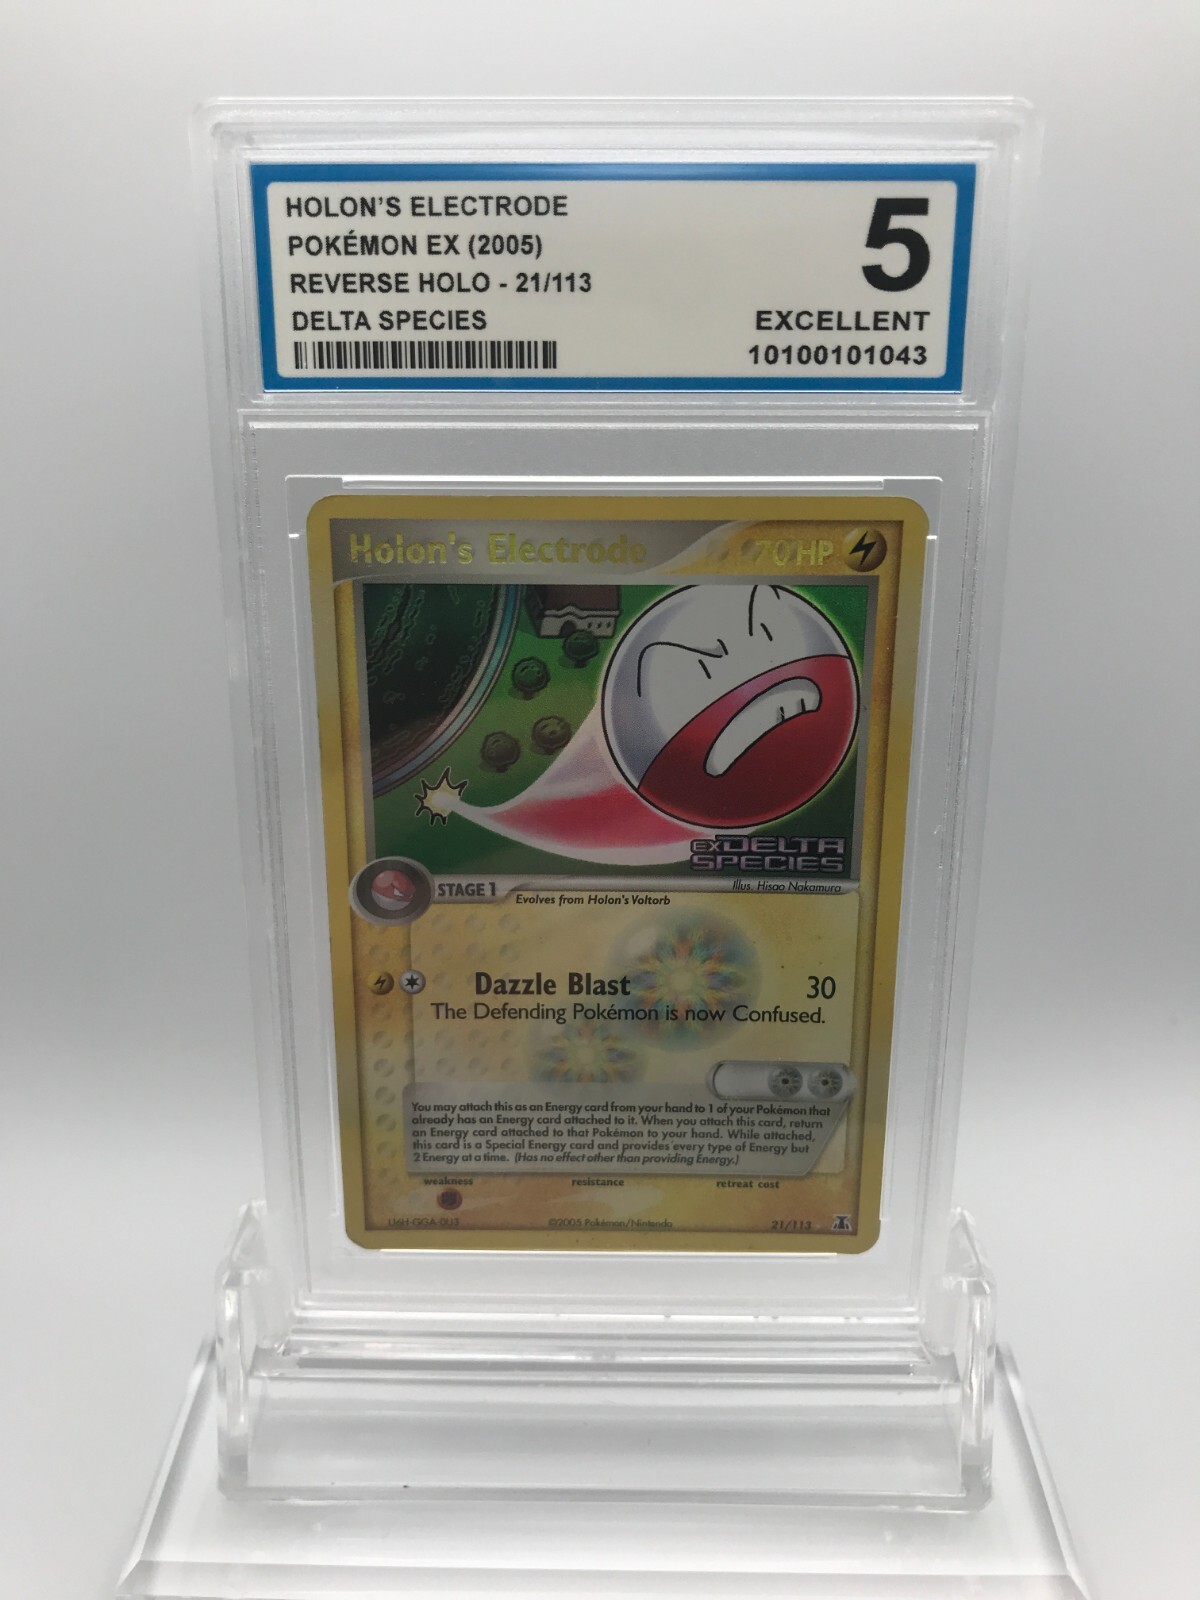 HOLON'S ELECTRODE
POKÉMON EX (2005)
REVERSE HOLO - 21/113
DELTA SPECIES
5
EXCELLENT
10100101043
Holon's Electrode 70 HP
EX DELTA
SPECIES
Illus. Hisao Nakamura
STAGE 1
Evolves from Holon's Voltorb
Dazzle Blast 30
The Defending Pokémon is now Confused.
You may attach this as an Energy card from your hand to 1 of your Pokémon that
already has an Energy card attached to it. When you attach this card, return
an Energy card attached to that Pokémon to your hand. While attached,
this card is a Special Energy card and provides every type of Energy but
2 Energy at a time. (Has no effect other than providing Energy.)
weakness resistance retreat cost
©2005 Pokémon/Nintendo 21/113